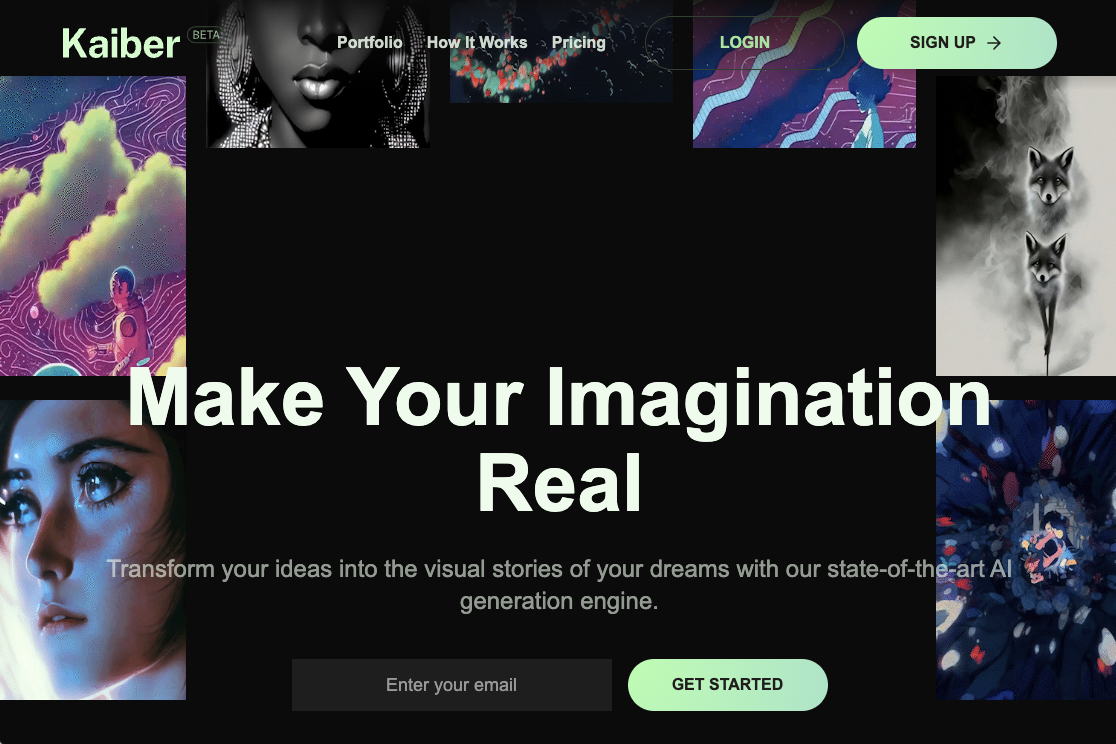 Kaiber BETA
Portfolio How It Works Pricing LOGIN SIGN UP →
Make Your Imagination
Real
Transform your ideas into the visual stories of your dreams with our state-of-the-art AI
generation engine.
Enter your email GET STARTED